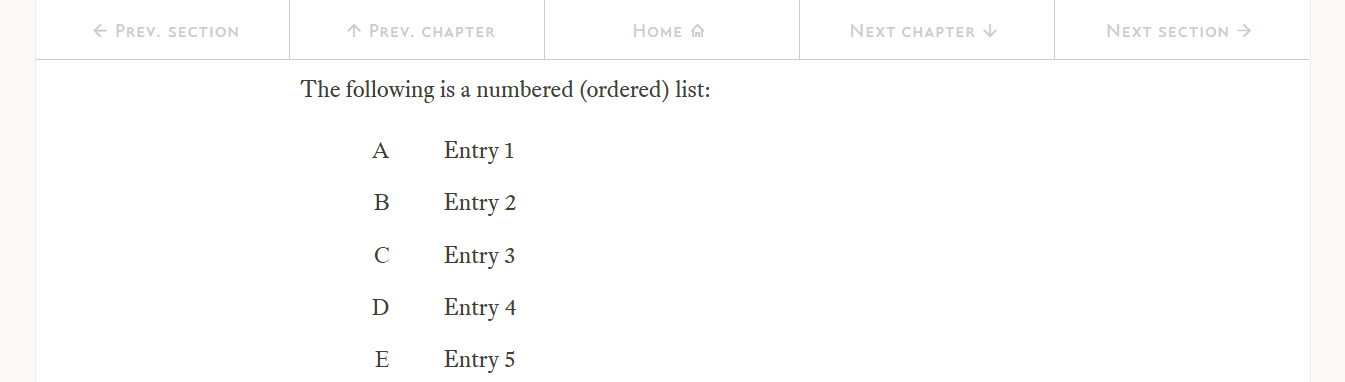 ← Prev. section ↑ Prev. chapter Home Next chapter ↓ Next section →
The following is a numbered (ordered) list:
A Entry 1
B Entry 2
C Entry 3
D Entry 4
E Entry 5